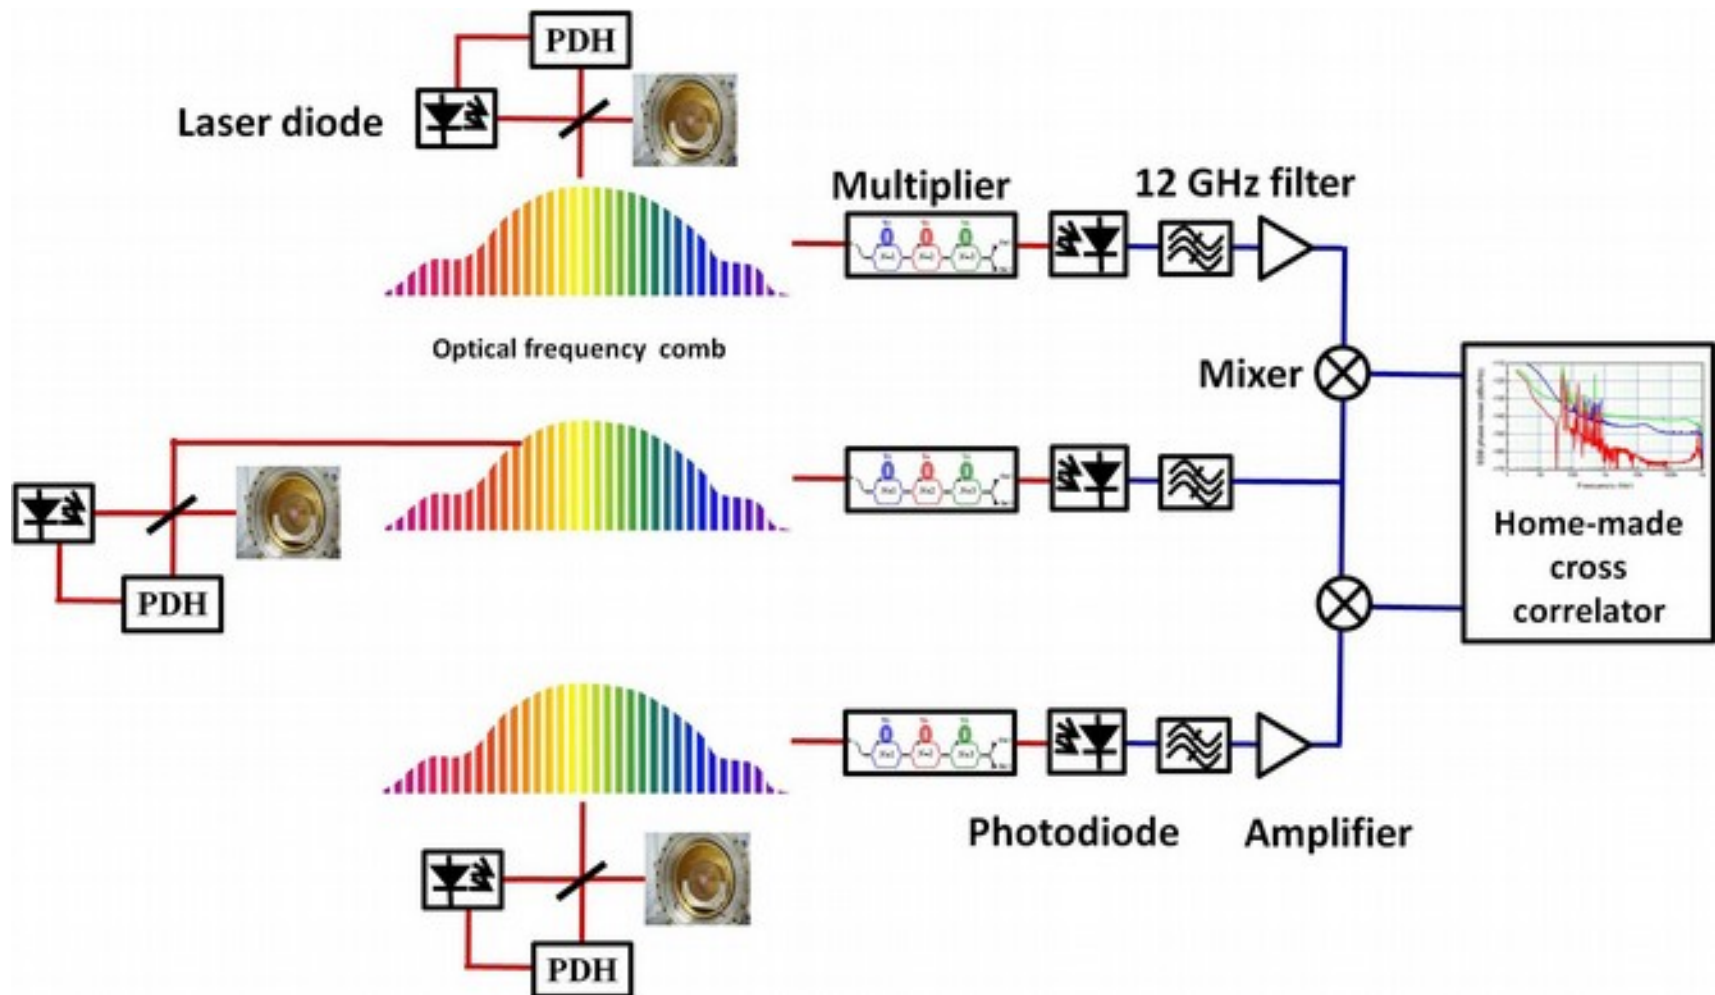 PDH
Laser diode
Multiplier
12 GHz filter
Optical frequency comb
Mixer
PDH
Home-made
cross
correlator
Photodiode
Amplifier
PDH